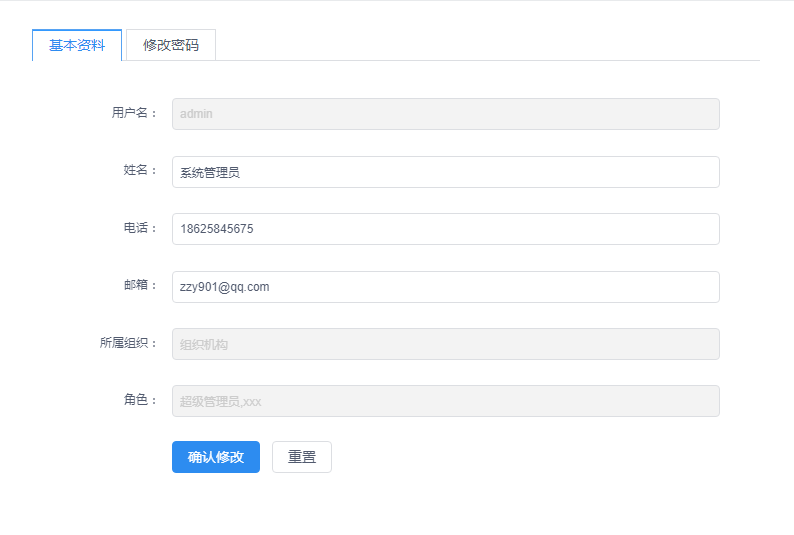 基本资料 修改密码
用户名： admin
姓名： 系统管理员
电话： 18625845675
邮箱： zzy901@qq.com
所属组织： 组织机构
角色： 超级管理员,xxx
确认修改 重置